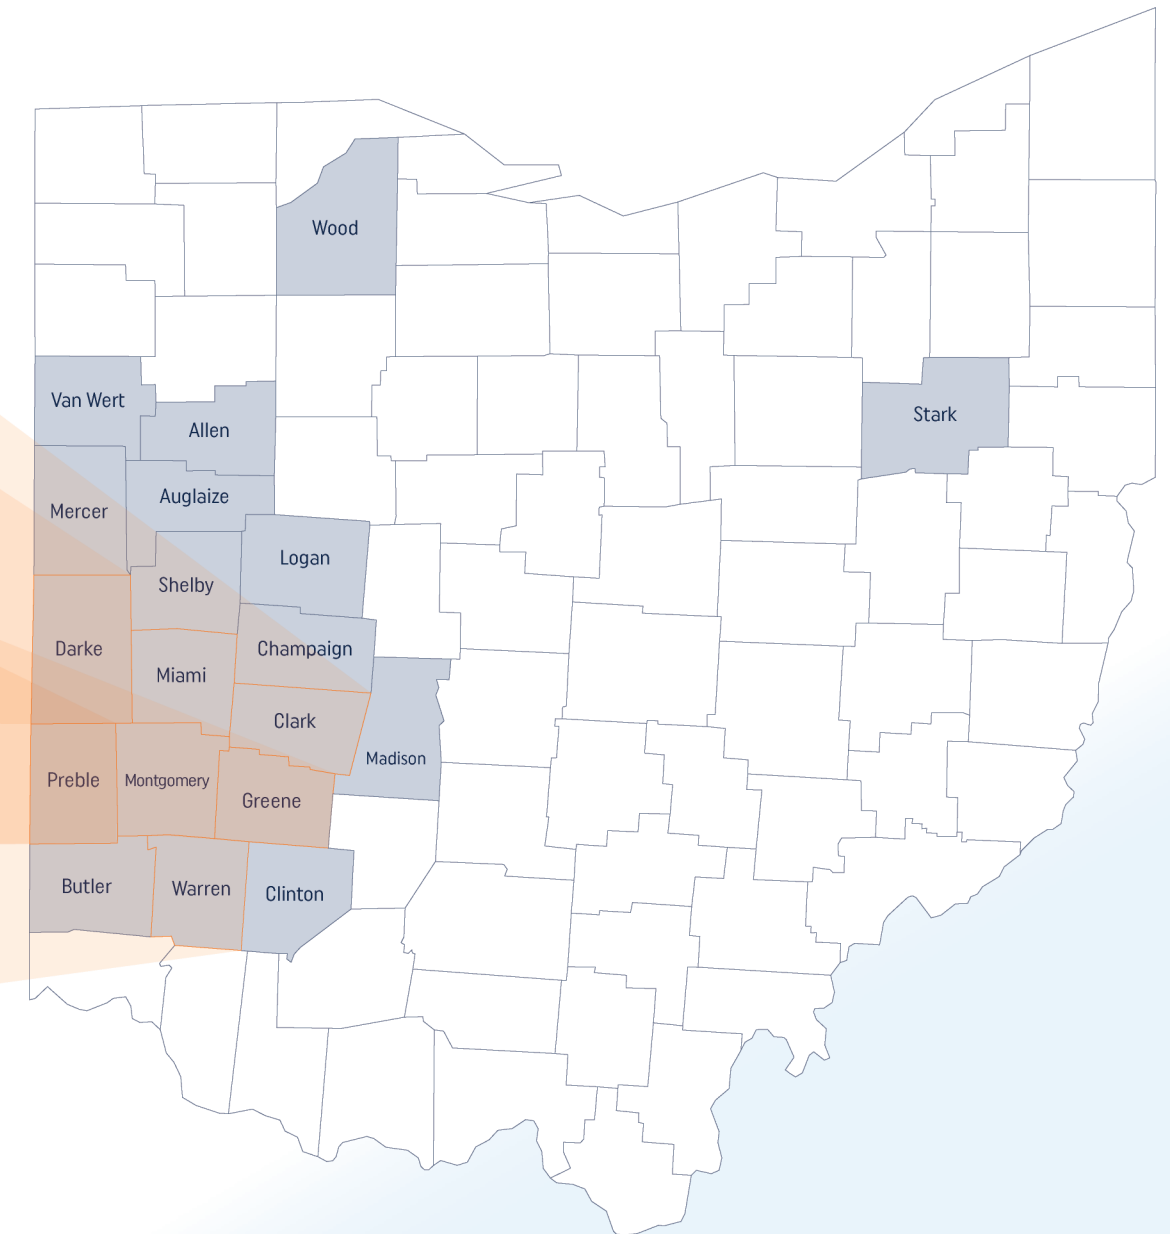 Wood
Van Wert
Stark
Allen
Auglaize
Mercer
Logan
Shelby
Darke
Champaign
Miami
Clark
Madison
Preble
Montgomery
Greene
Butler
Warren
Clinton